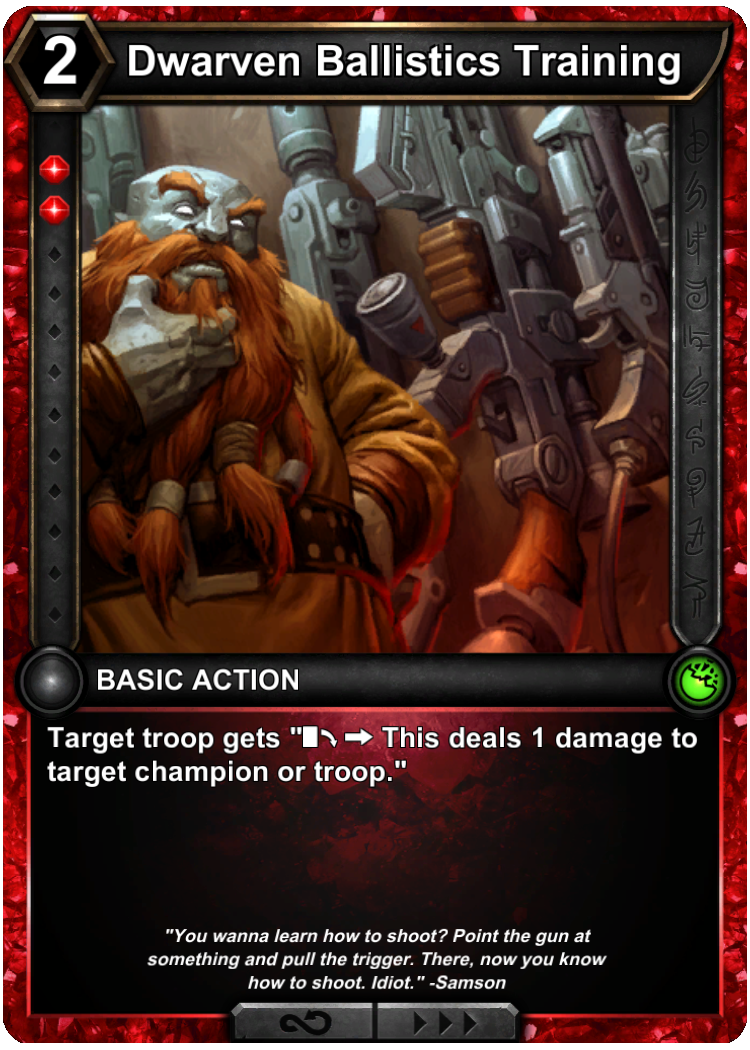 2
Dwarven Ballistics Training
BASIC ACTION
Target troop gets "➡ This deals 1 damage to
target champion or troop."
"You wanna learn how to shoot? Point the gun at
something and pull the trigger. There, now you know
how to shoot. Idiot." -Samson